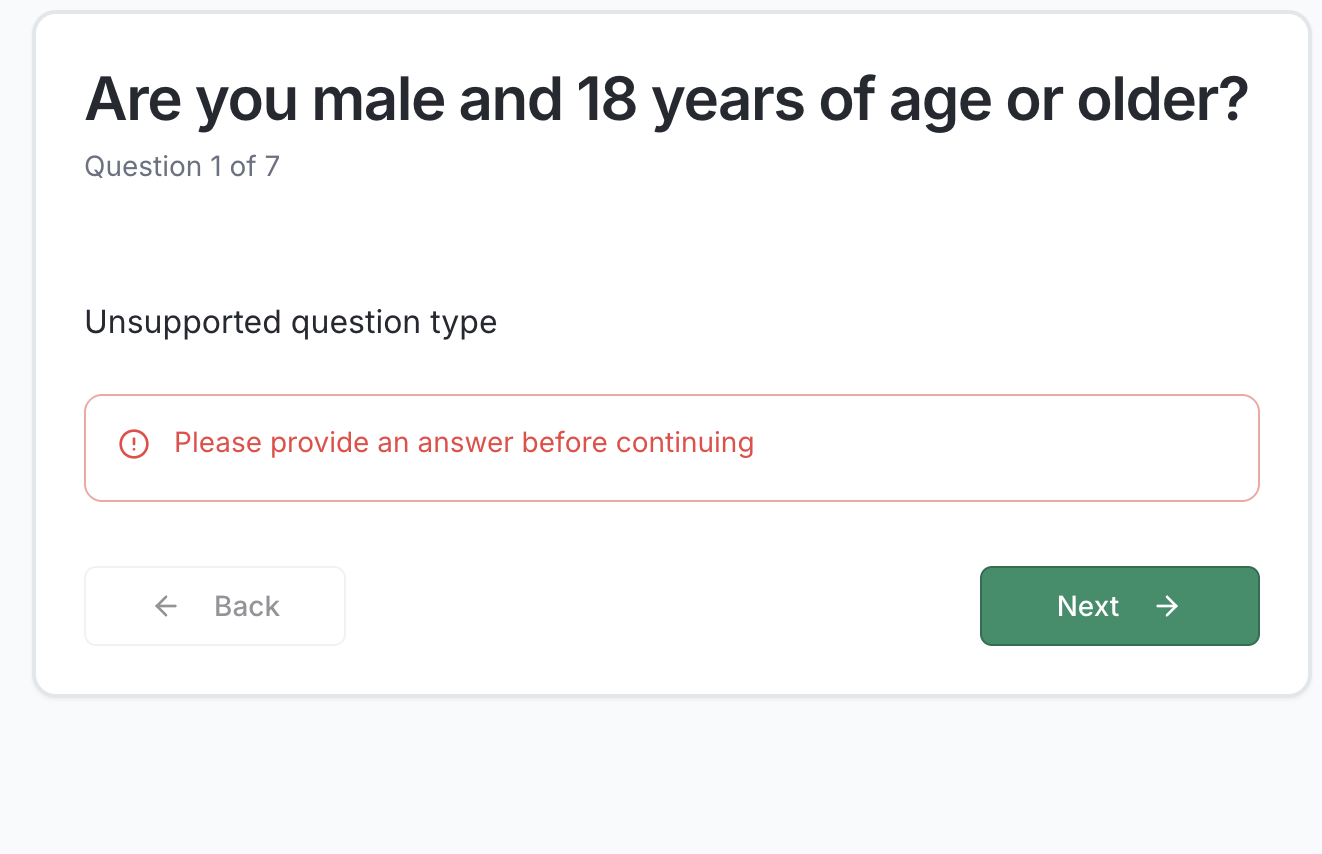 Are you male and 18 years of age or older?
Question 1 of 7
Unsupported question type
Please provide an answer before continuing
Back
Next